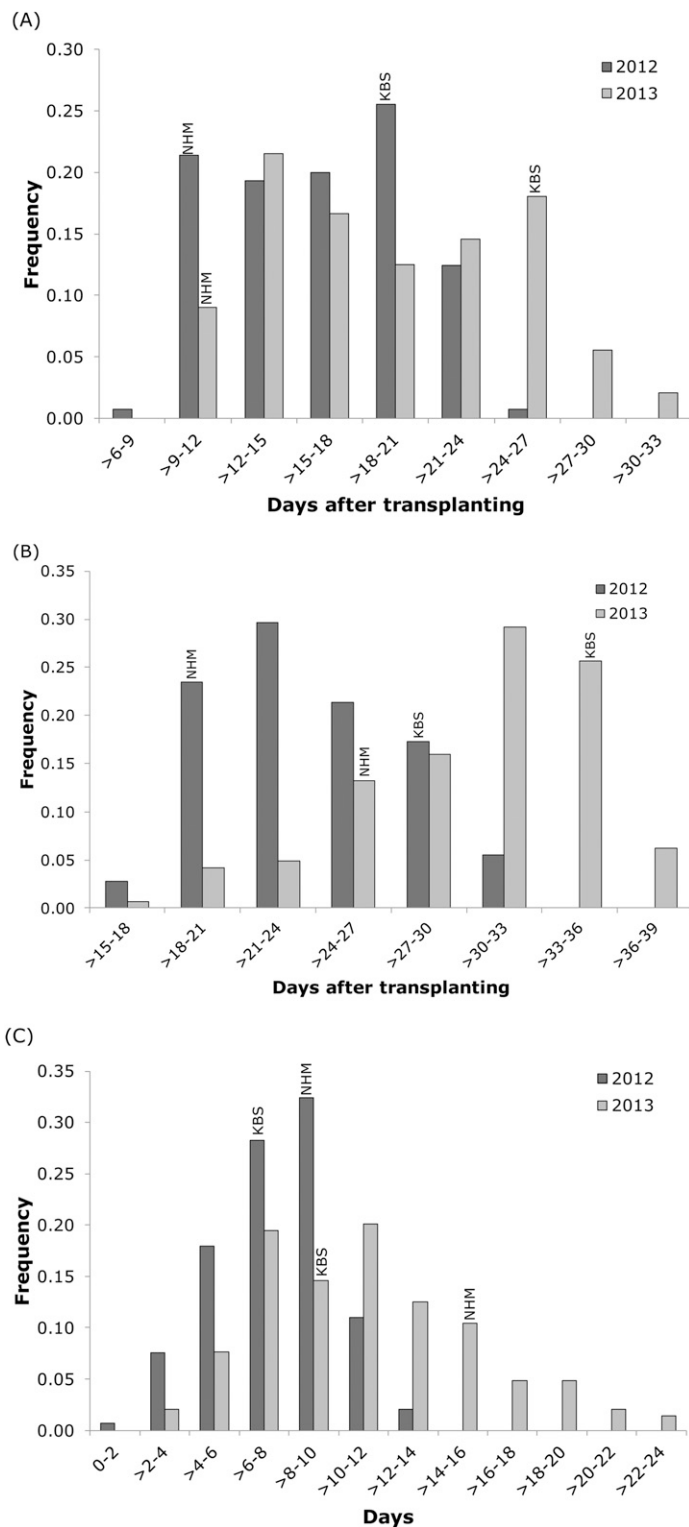 (A)
0.30
2012
2013
0.25
KBS
NHM
0.20
KBS
Frequency
0.15
NHM
0.10
0.05
0.00
>6-9
>9-12
>12-15
>15-18
>18-21
>21-24
>24-27
>27-30
>30-33
Days after transplanting
(B)
0.35
2012
2013
0.30
KBS
NHM
0.25
KBS
0.20
Frequency
NHM
0.15
0.10
0.05
0.00
>15-18
>18-21
>21-24
>24-27
>27-30
>30-33
>33-36
>36-39
Days after transplanting
(C)
0.35
2012
2013
NHM
0.30
KBS
0.25
0.20
Frequency
KBS
0.15
NHM
0.10
0.05
0.00
0-2
>2-4
>4-6
>6-8
>8-10
>10-12
>12-14
>14-16
>16-18
>18-20
>20-22
>22-24
Days